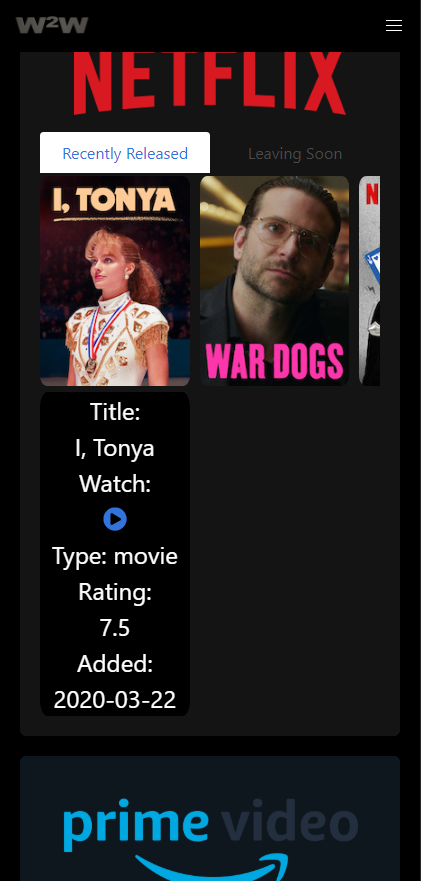 W2W
NETFLIX
Recently Released
Leaving Soon
I, TONYA
WAR DOGS
N
Title:
I, Tonya
Watch:
Type: movie
Rating:
7.5
Added:
2020-03-22
prime video